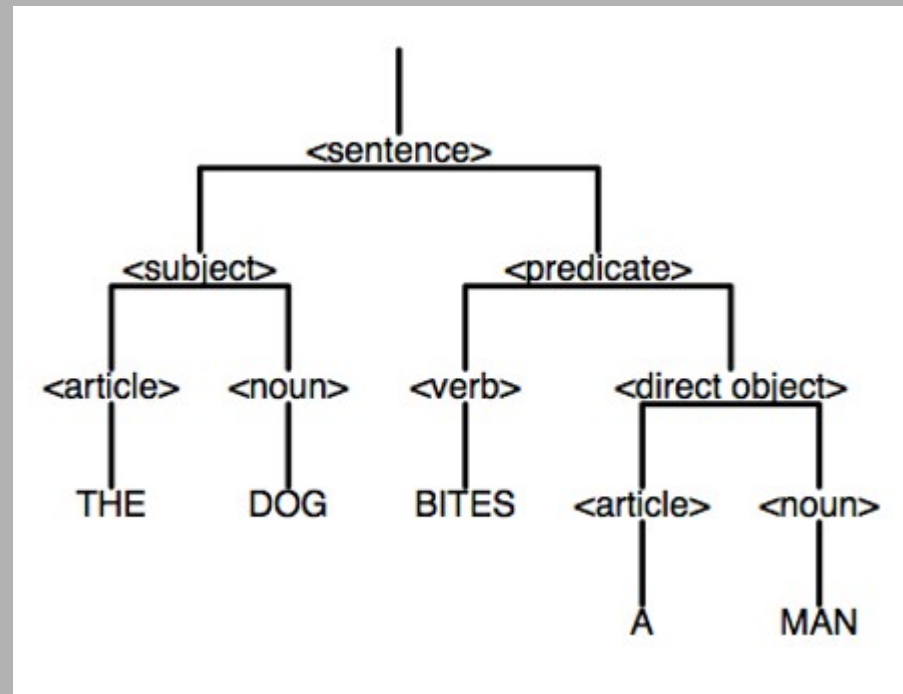 <sentence>
<subject> <predicate>
<article> <noun> <verb> <direct object>
THE DOG BITES <article> <noun>
A MAN